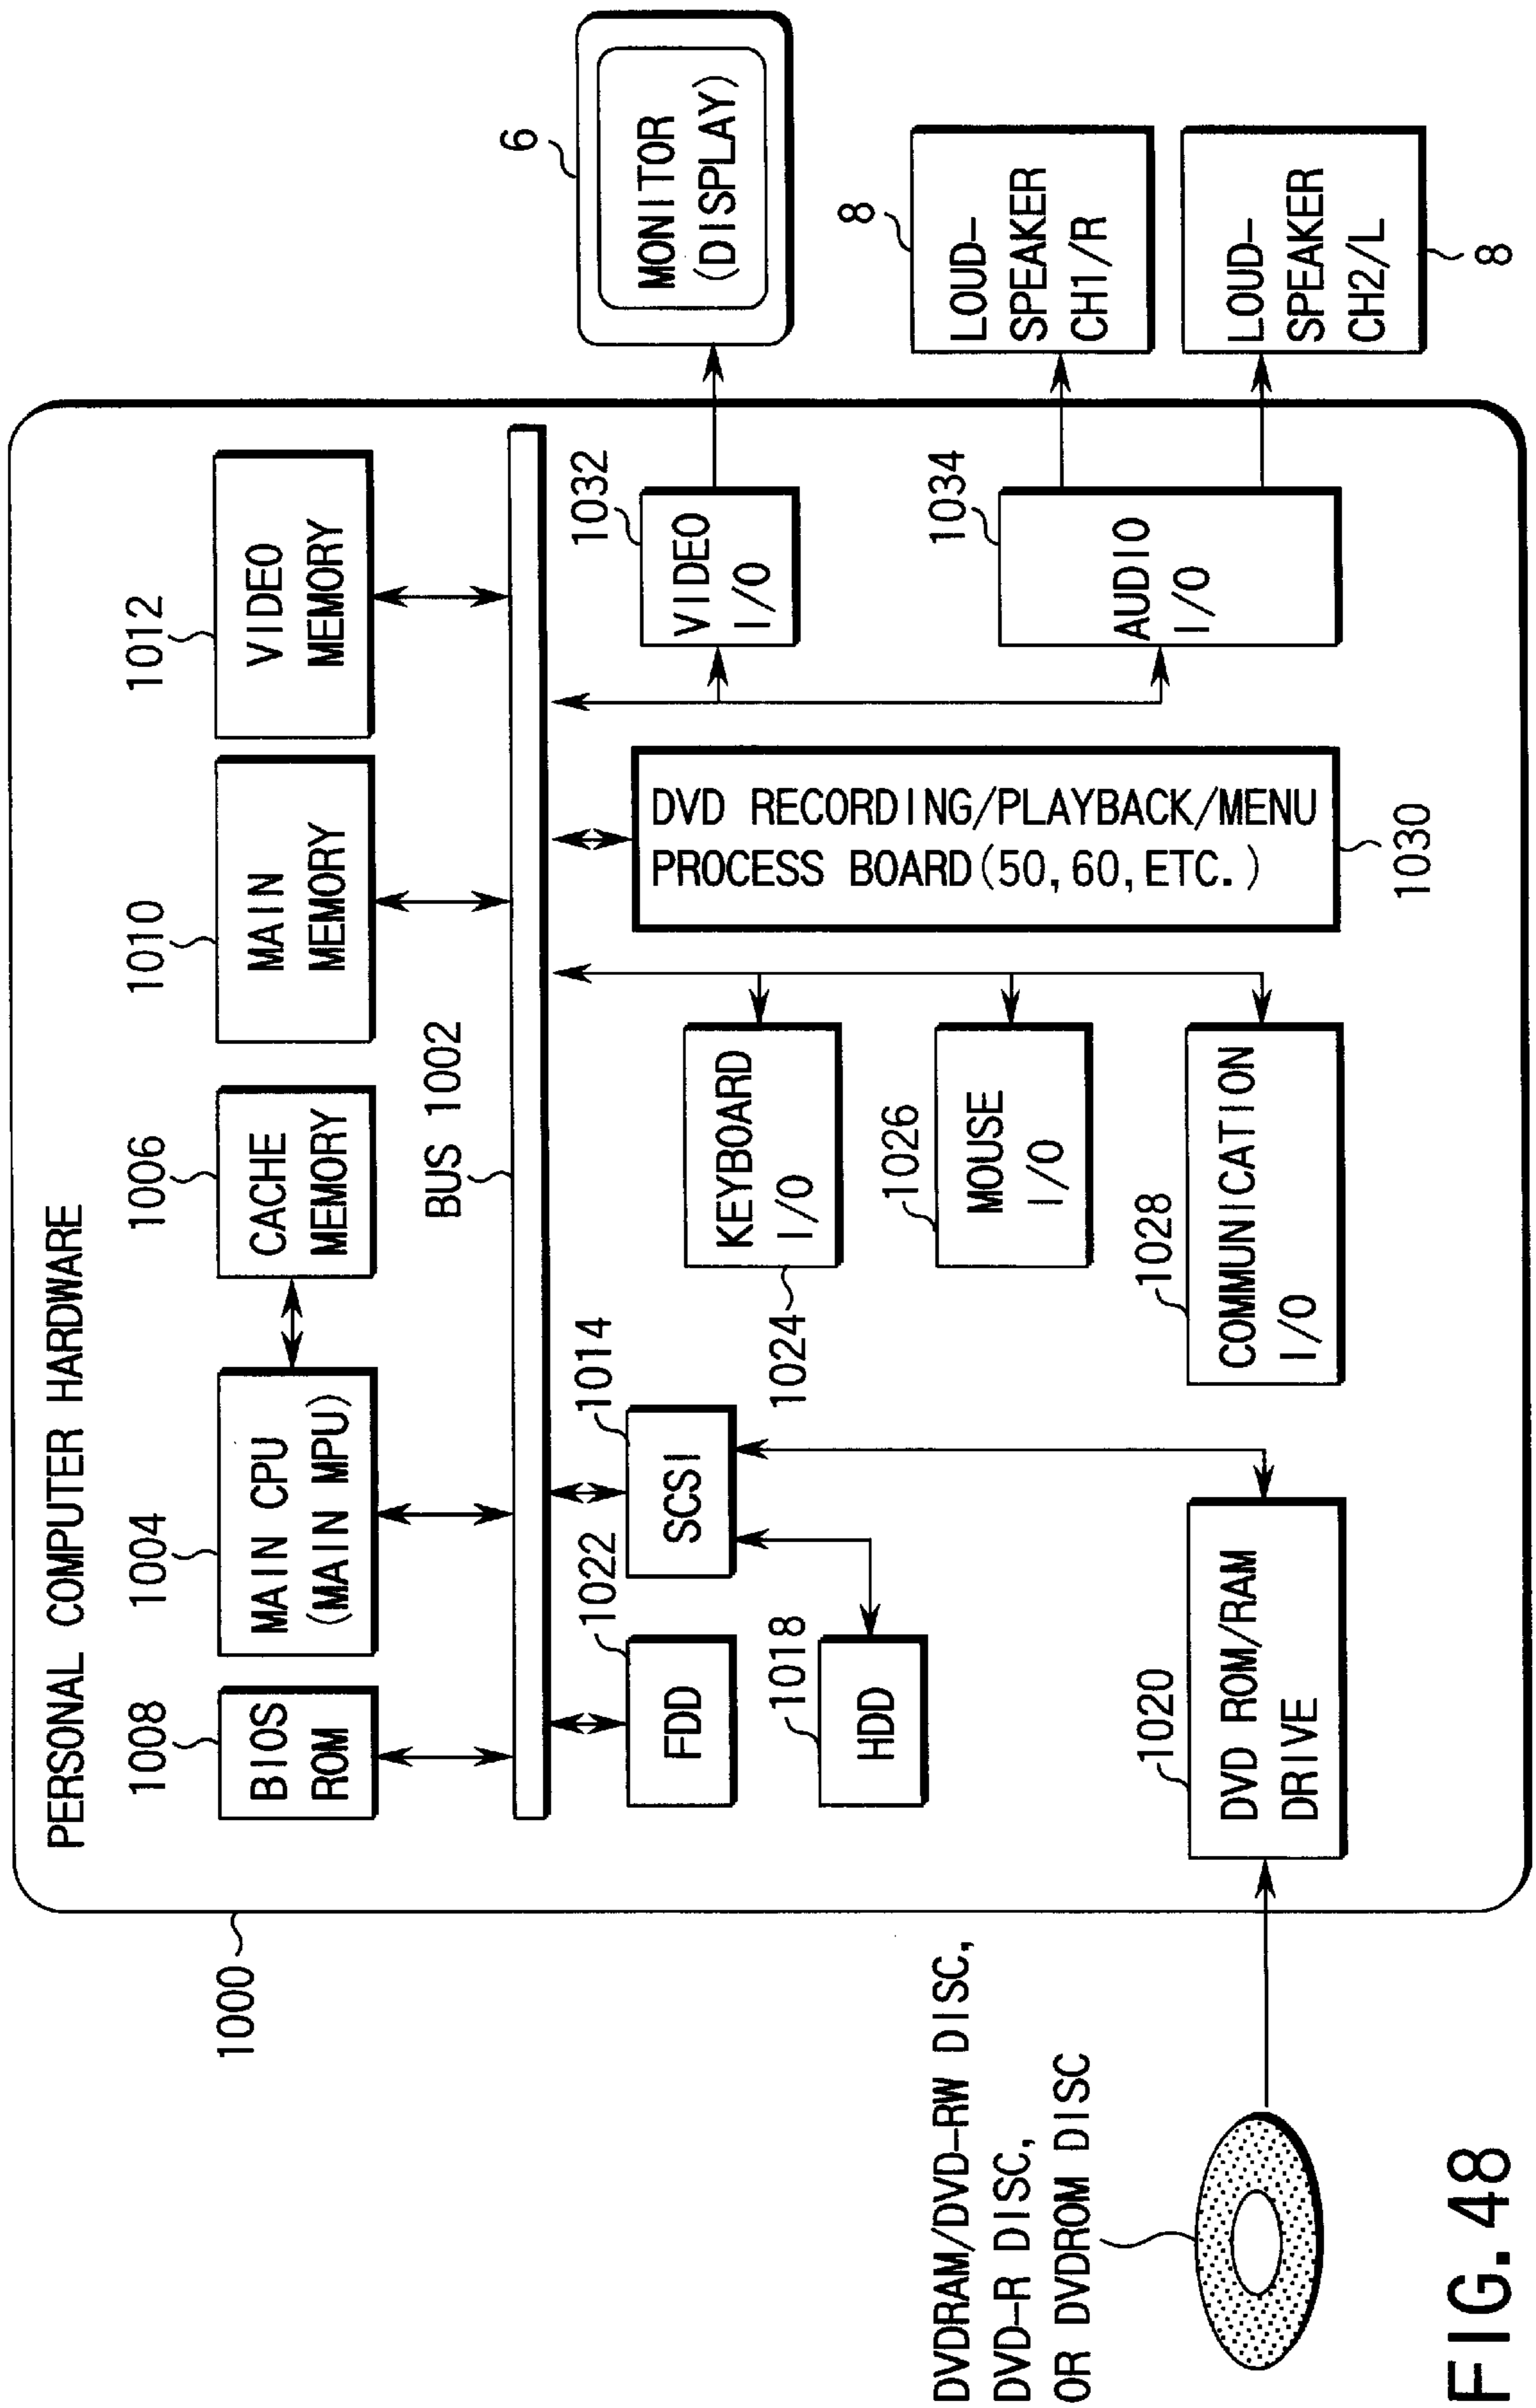 PERSONAL COMPUTER HARDWARE
1000
1008
BIOS
ROM
1004
MAIN CPU
(MAIN MPU)
1006
CACHE
MEMORY
1010
MAIN
MEMORY
1012
VIDEO
MEMORY
BUS 1002
1022
FDD
1014
SCSI
1018
HDD
1020
DVD ROM/RAM
DRIVE
1024
KEYBOARD
I/O
1026
MOUSE
I/O
1028
COMMUNICATION
I/O
DVD RECORDING/PLAYBACK/MENU
PROCESS BOARD(50,60,ETC.)
1030
1032
VIDEO
I/O
1034
AUDIO
I/O
6
MONITOR
(DISPLAY)
8
LOUD-
SPEAKER
CH1/R
LOUD-
SPEAKER
CH2/L
8
DVDRAM/DVD-RW DISC,
DVD-R DISC,
OR DVDROM DISC
FIG. 48